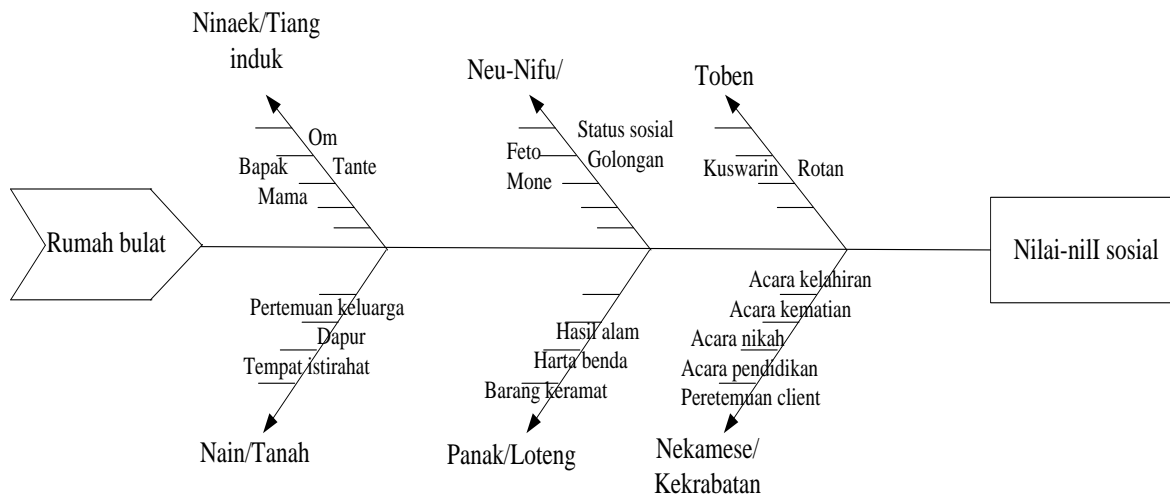 Ninaek/Tiang
induk
Neu-Nifu/
Toben
Om
Bapak
Tante
Mama
Status sosial
Feto
Golongan
Mone
Kuswarin
Rotan
Rumah bulat
Nilai-nilI sosial
Pertemuan keluarga
Dapur
Tempat istirahat
Nain/Tanah
Hasil alam
Harta benda
Barang keramat
Panak/Loteng
Acara kelahiran
Acara kematian
Acara nikah
Acara pendidikan
Peretemuan client
Nekamese/
Kekrabatan